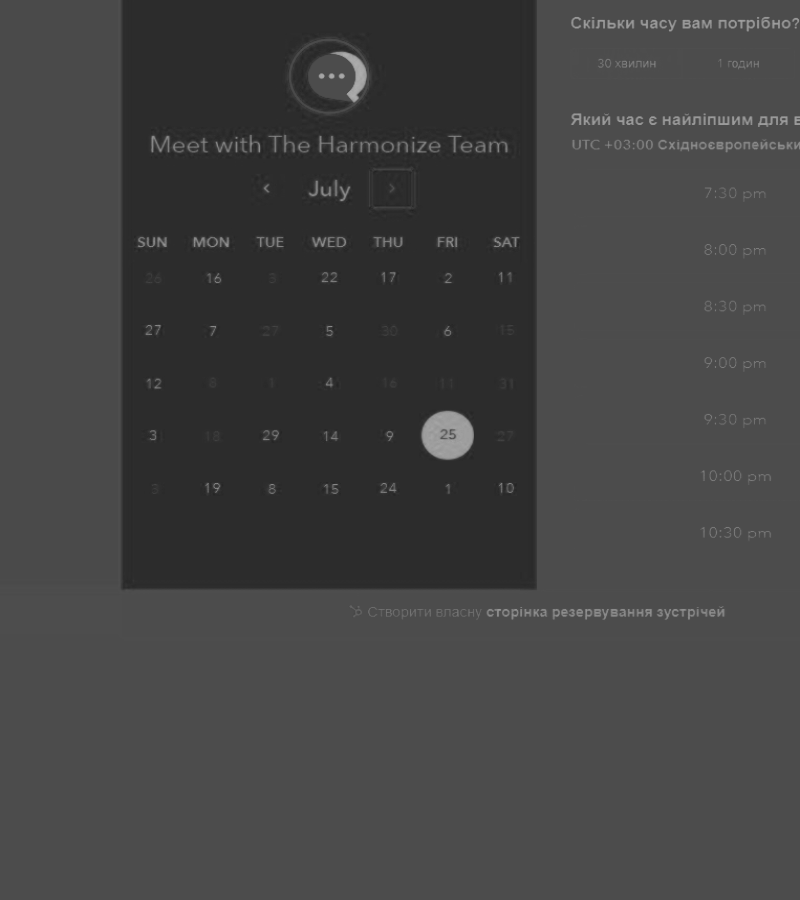 Meet with The Harmonize Team
July
SUN MON TUE WED THU FRI SAT
26 16 3 22 17 2 11
27 7 27 5 30 6 15
12 8 1 4 16 11 31
3 18 29 14 9 25 27
3 19 8 15 24 1 10
Скільки часу вам потрібно?
30 хвилин 1 годин
Який час є найліпшим для
UTC +03:00 Східноєвропейськи
7:30 pm
8:00 pm
8:30 pm
9:00 pm
9:30 pm
10:00 pm
10:30 pm
Створити власну сторінка резервування зустрічей